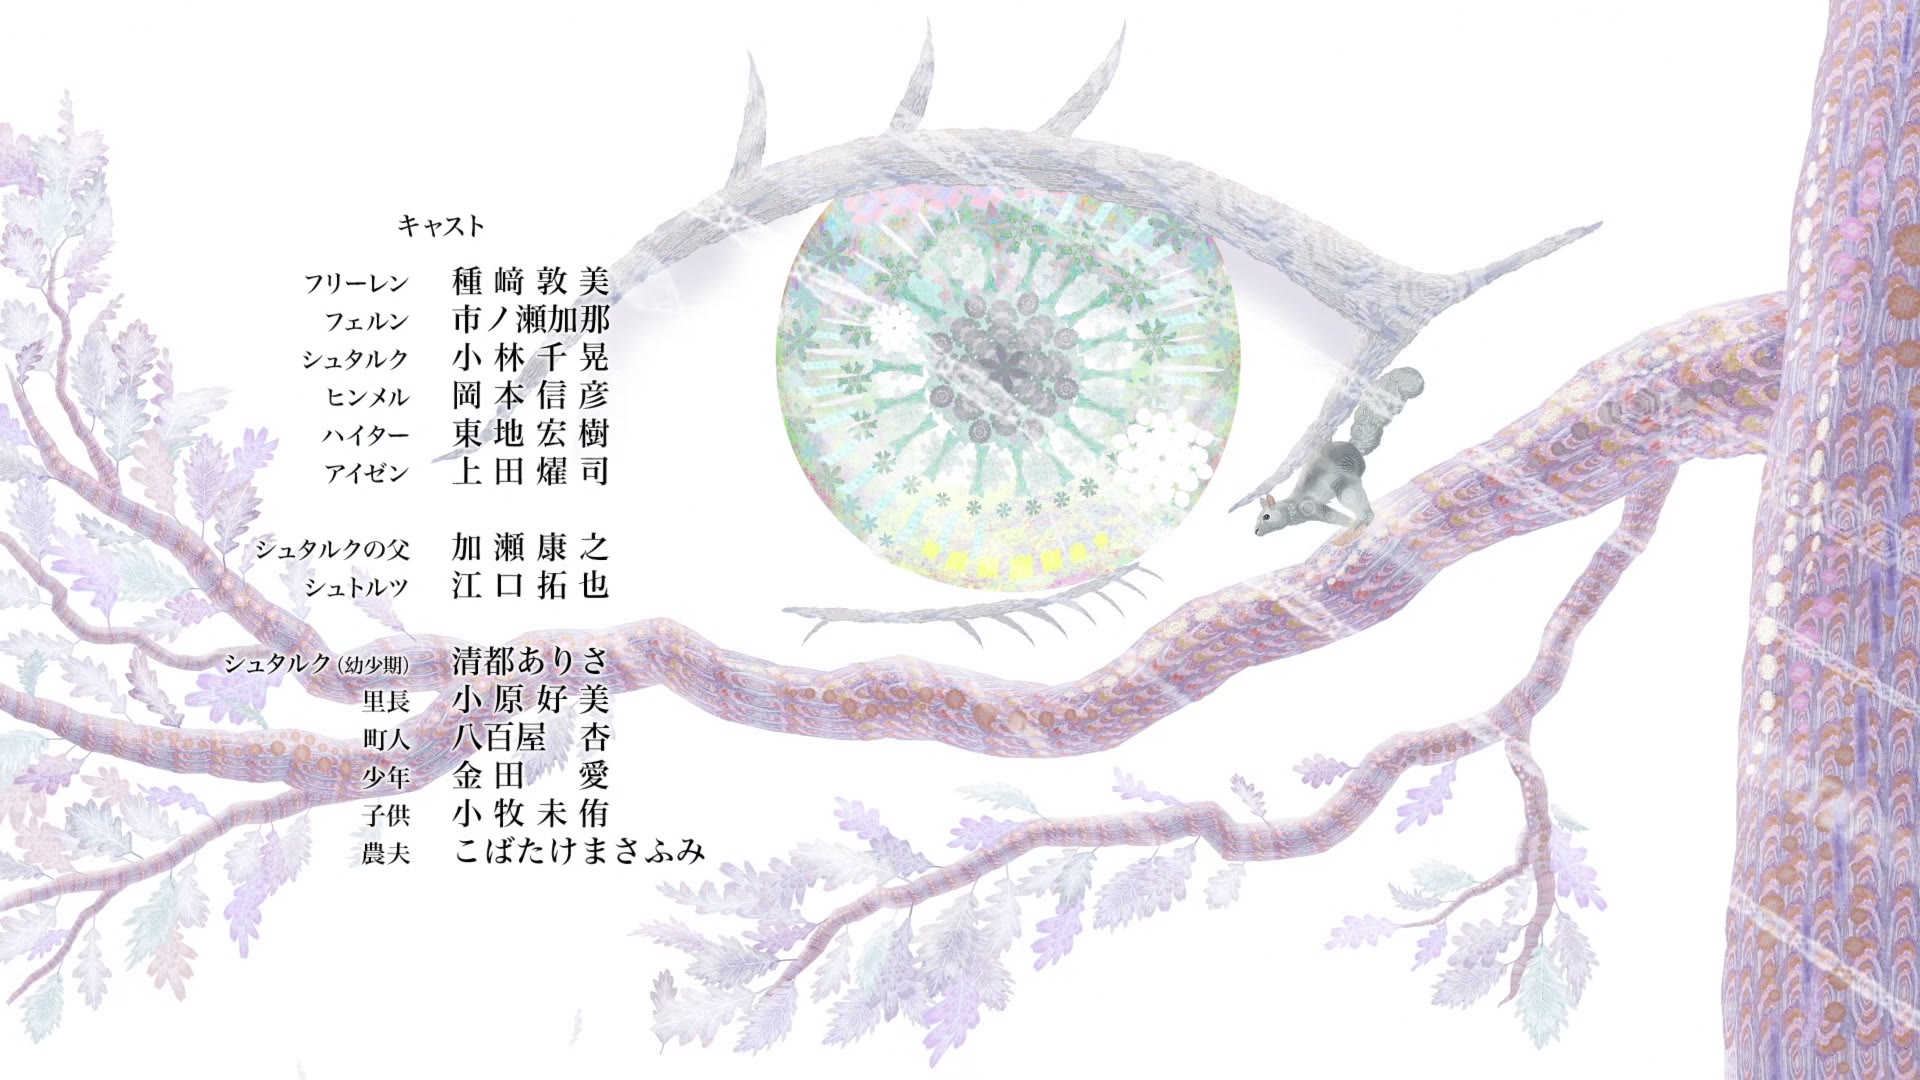 キャスト
フリーレン 種﨑敦美
フェルン 市ノ瀬加那
シュタルク 小林千晃
ヒンメル 岡本信彦
ハイター 東地宏樹
アイゼン 上田燿司
シュタルクの父 加瀬康之
シュトルツ 江口拓也
シュタルク(幼少期) 清都ありさ
里長 小原好美
町人 八百屋 杏
少年 金田 愛
子供 小牧未侑
農夫 こばたけまさふみ